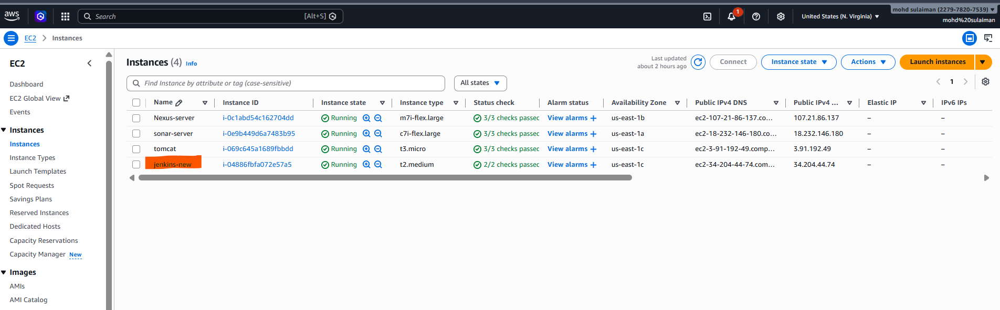 aws
Search [Alt+S]
1
United States (N. Virginia)
mohd sulaiman (2279-7820-7539)
mohd%20sulaiman
EC2 Instances
EC2
Dashboard
EC2 Global View
Events
Instances
Instances
Instance Types
Launch Templates
Spot Requests
Savings Plans
Reserved Instances
Dedicated Hosts
Capacity Reservations
Capacity Manager New
Images
AMIs
AMI Catalog
Instances (4) Info
Last updated
about 2 hours ago
Connect Instance state Actions Launch instances
Find Instance by attribute or tag (case-sensitive) All states 1
Name Instance ID Instance state Instance type Status check Alarm status Availability Zone Public IPv4 DNS Public IPv4 ... Elastic IP IPv6 IPs
Nexus-server i-0c1abd54c162704dd Running m7i-flex.large 3/3 checks passec View alarms + us-east-1b ec2-107-21-86-137.co... 107.21.86.137 – –
sonar-server i-0e9b449d6a7483b95 Running c7i-flex.large 3/3 checks passec View alarms + us-east-1a ec2-18-232-146-180.co... 18.232.146.180 – –
tomcat i-069c645a1689fbbdd Running t3.micro 3/3 checks passec View alarms + us-east-1c ec2-3-91-192-49.comp... 3.91.192.49 – –
jenkins-new i-04886fbfa072e57a5 Running t2.medium 2/2 checks passec View alarms + us-east-1c ec2-34-204-44-74.com... 34.204.44.74 – –